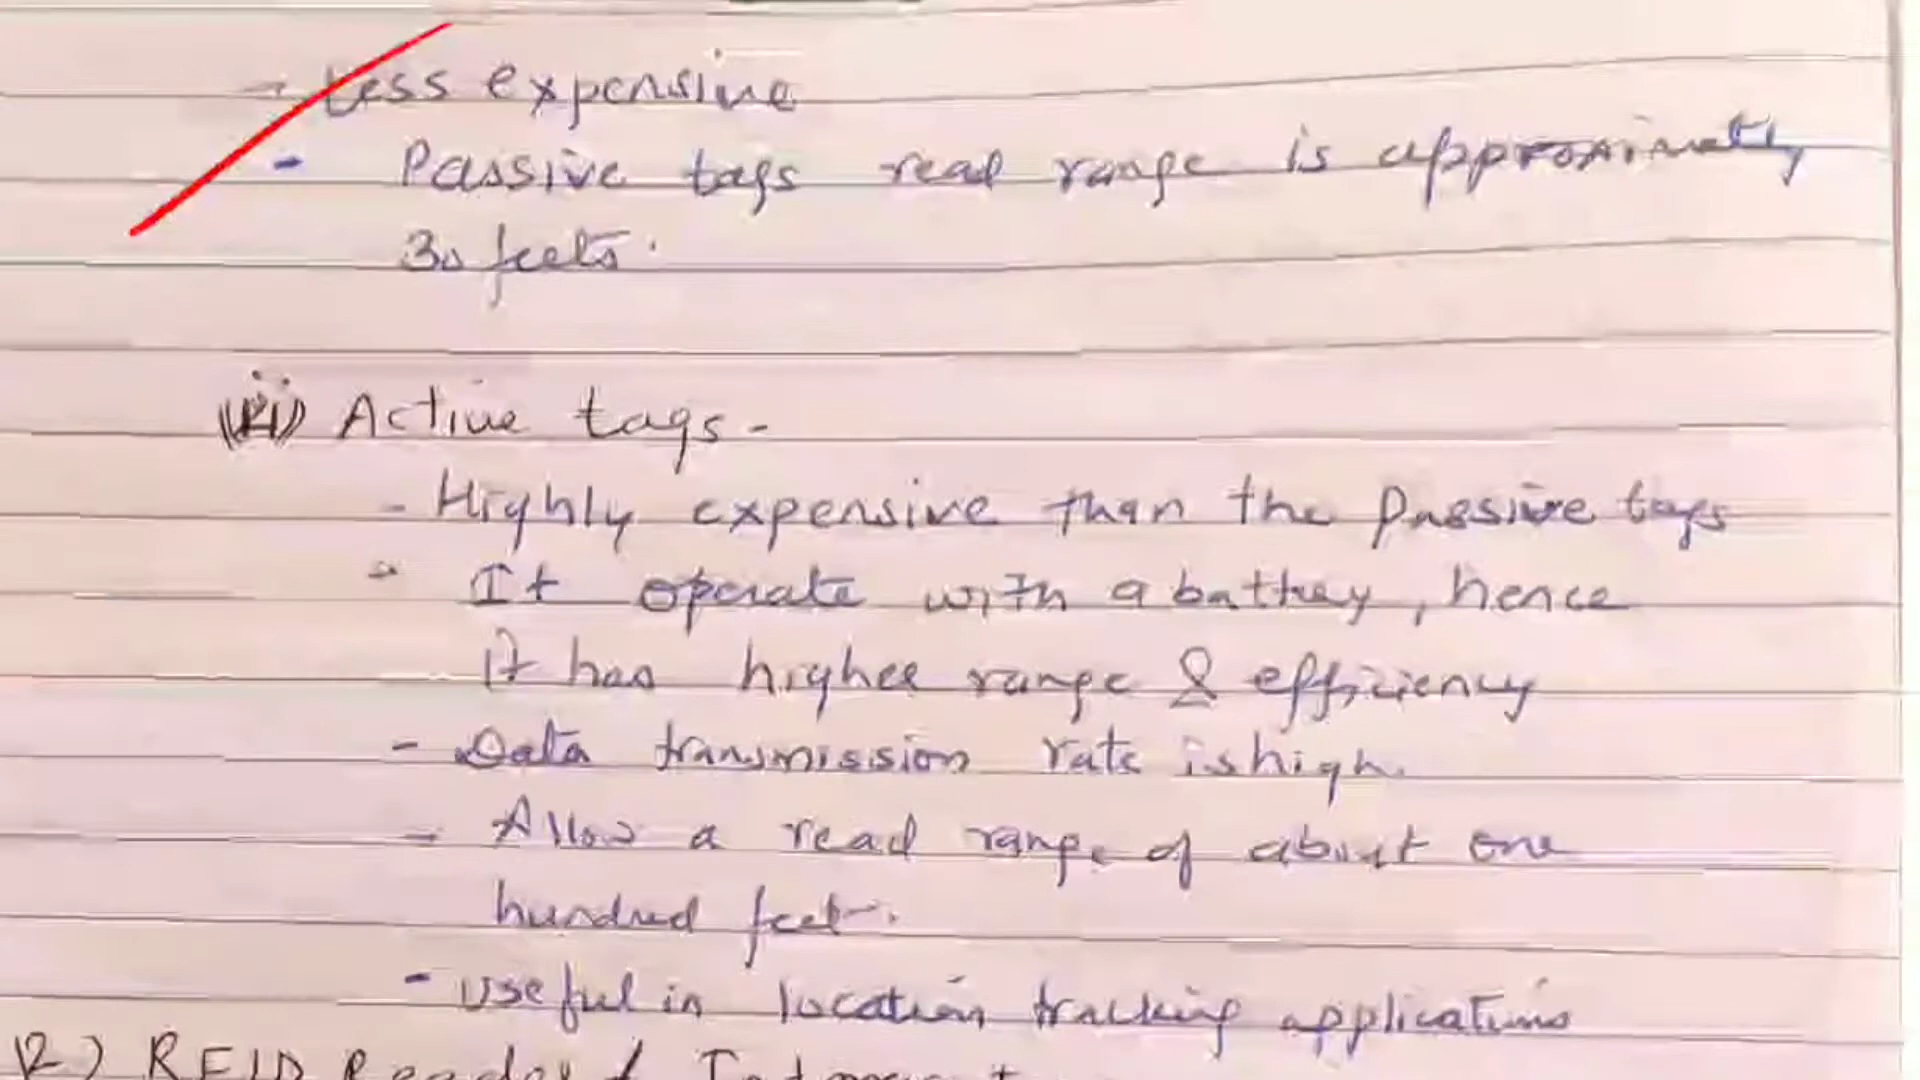 - Less expensive
- Passive tags read range is approximately
30 feets.
(ii) Active tags -
- Highly expensive than the Passive tags
- It operate with a battery, hence
it has higher range & efficiency
- Data transmission rate is high.
- Allow a read range of about one
hundred feet.
- Useful in location tracking applications
12) RFID Reader /